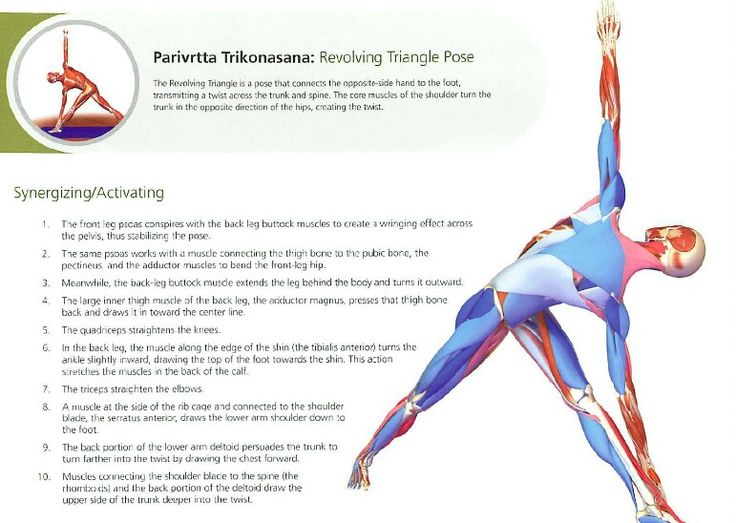 Parivrtta Trikonasana: Revolving Triangle Pose
The Revolving Triangle is a pose that connects the opposite-side hand to the foot,
transmitting a twist across the trunk and spine. The core muscles of the shoulder turn the
trunk in the opposite direction of the hips, creating the twist.
Synergizing/Activating
1. The front leg psoas conspires with the back leg buttock muscles to create a wringing effect across
the pelvis, thus stabilizing the pose.
2. The same psoas works with a muscle connecting the thigh bone to the pubic bone, the
pectineus, and the adductor muscles to bend the front-leg hip.
3. Meanwhile, the back-leg buttock muscle extends the leg behind the body and turns it outward.
4. The large inner thigh muscle of the back leg, the adductor magnus, presses that thigh bone
back and draws it in toward the center line.
5. The quadriceps straightens the knees.
6. In the back leg, the muscle along the edge of the shin (the tibialis anterior) turns the
ankle slightly inward, drawing the top of the foot towards the shin. This action
stretches the muscles in the back of the calf.
7. The triceps straighten the elbows.
8. A muscle at the side of the rib cage and connected to the shoulder
blade, the serratus anterior, draws the lower arm shoulder down to
the foot.
9. The back portion of the lower arm deltoid persuades the trunk to
turn farther into the twist by drawing the chest forward.
10. Muscles connecting the shoulder blade to the spine (the
rhomboids) and the back portion of the deltoid draw the
upper side of the trunk deeper into the twist.